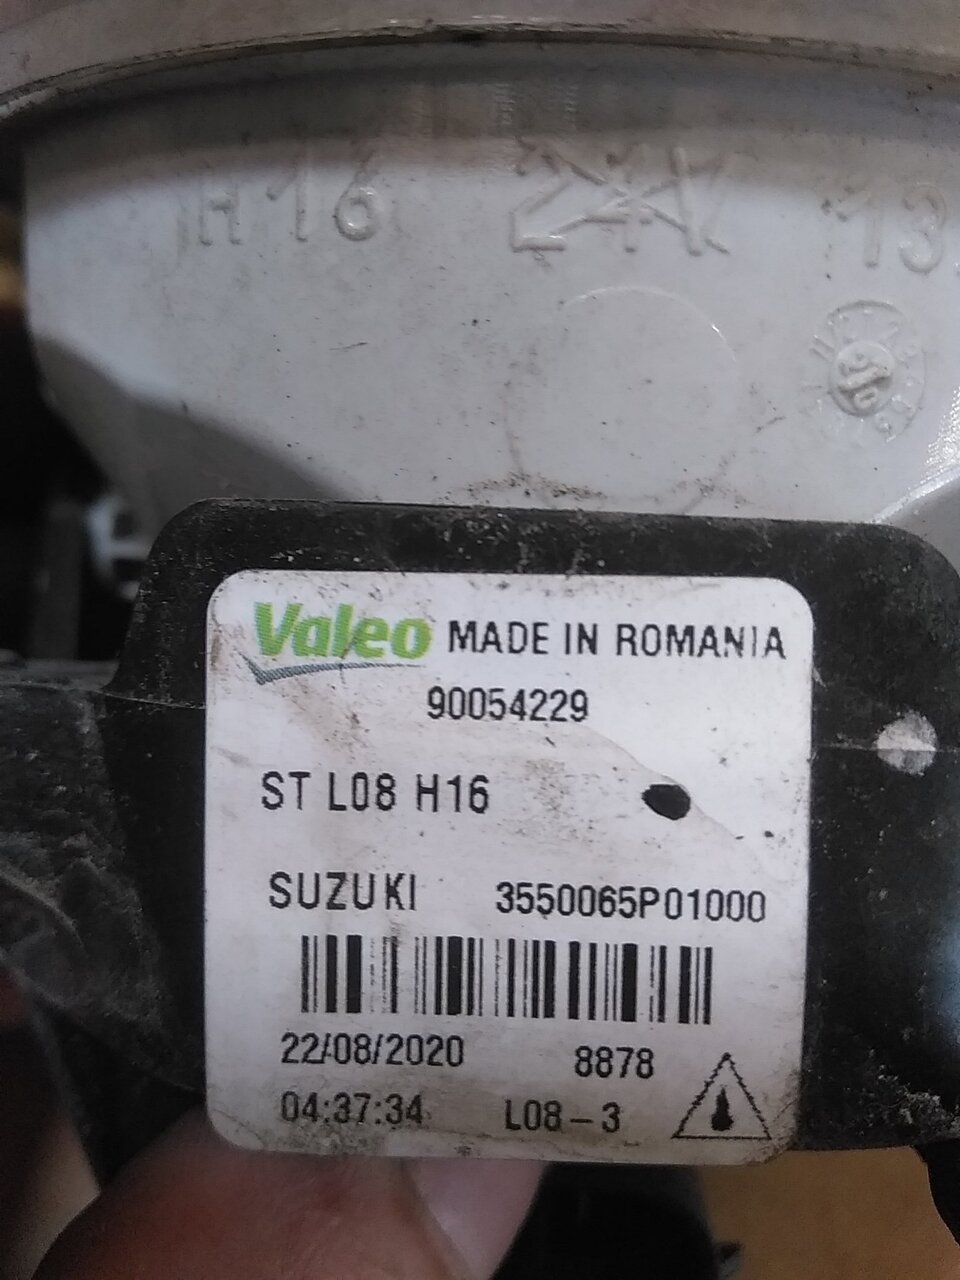 H16 13
Valeo MADE IN ROMANIA
90054229
ST L08 H16
SUZUKI 3550065P01000
22/08/2020 8878
04:37:34 L08-3